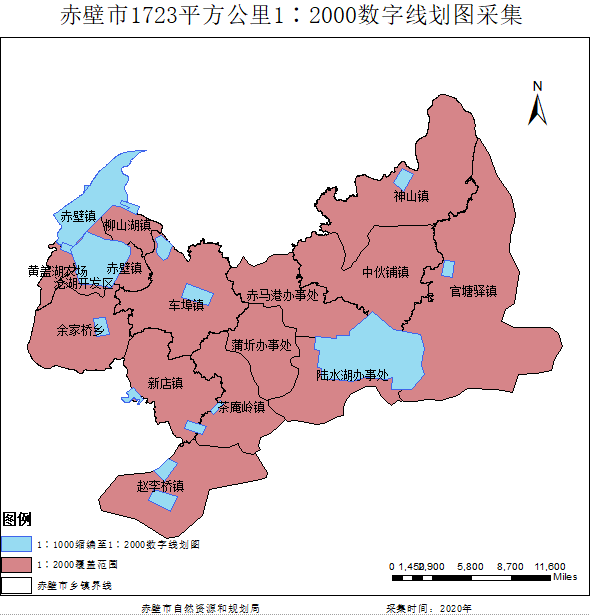 赤壁市1723平方公里1：2000数字线划图采集
N
神山镇
赤壁镇
柳山湖镇
黄盖湖农场
赤壁镇
沧湖开发区
中伙铺镇
官塘驿镇
车埠镇
赤马港办事处
余家桥乡
蒲圻办事处
陆水湖办事处
新店镇
茶庵岭镇
赵李桥镇
图例
1：1000缩编至1：2000数字线划图
1：2000覆盖范围
赤壁市乡镇界线
0 1,450 2,900 5,800 8,700 11,600
Miles
赤壁市自然资源和规划局 采集时间：2020年